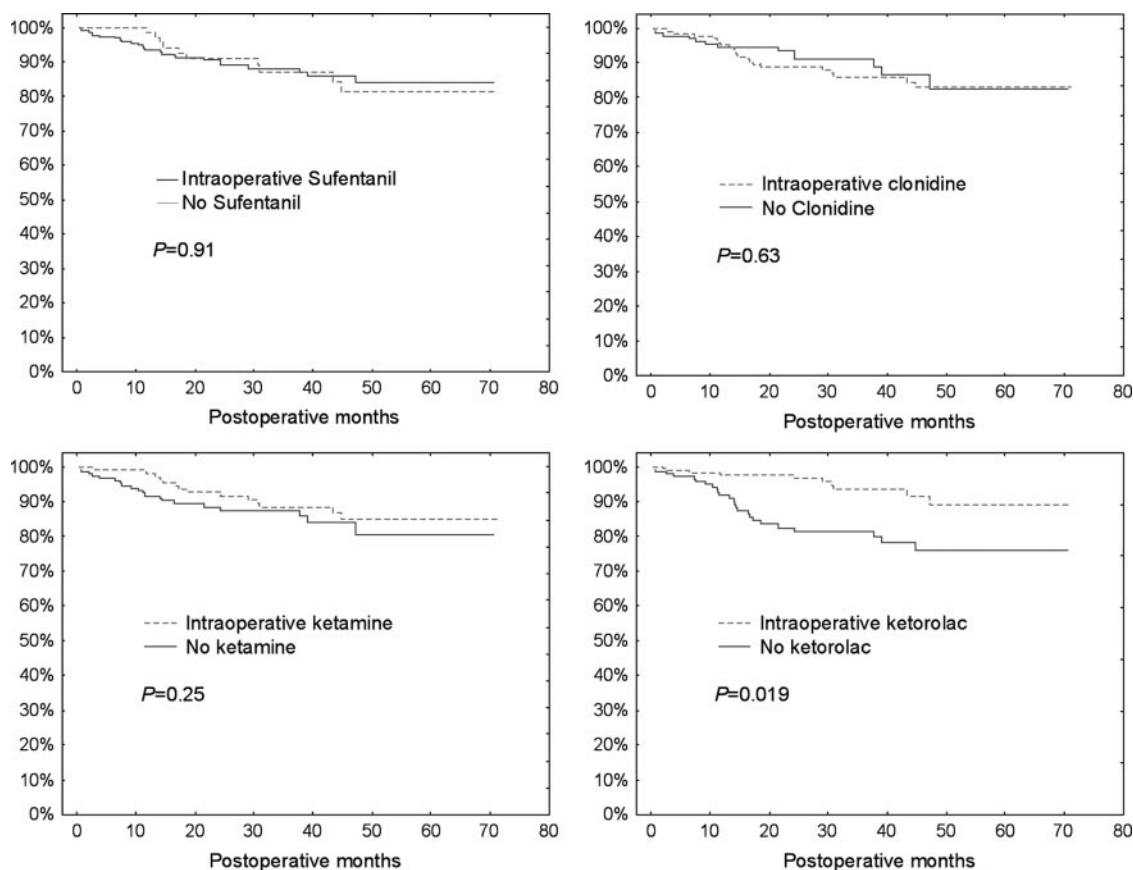 100%
90%
80%
70%
60%
50%
40%
30%
20%
10%
0%
Intraoperative Sufentanil
No Sufentanil
P=0.91
0 10 20 30 40 50 60 70 80
Postoperative months
100%
90%
80%
70%
60%
50%
40%
30%
20%
10%
0%
Intraoperative clonidine
No Clonidine
P=0.63
0 10 20 30 40 50 60 70 80
Postoperative months
100%
90%
80%
70%
60%
50%
40%
30%
20%
10%
0%
Intraoperative ketamine
No ketamine
P=0.25
0 10 20 30 40 50 60 70 80
Postoperative months
100%
90%
80%
70%
60%
50%
40%
30%
20%
10%
0%
Intraoperative ketorolac
No ketorolac
P=0.019
0 10 20 30 40 50 60 70 80
Postoperative months